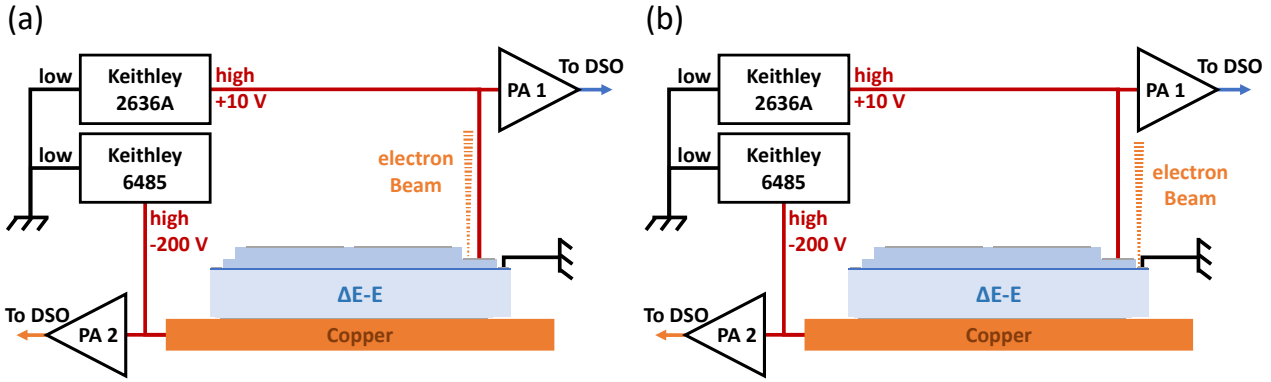 (a)
low
Keithley
2636A
high
+10 V
PA 1
To DSO
low
Keithley
6485
high
-200 V
electron
Beam
ΔE-E
To DSO
PA 2
Copper
(b)
low
Keithley
2636A
high
+10 V
PA 1
To DSO
low
Keithley
6485
high
-200 V
electron
Beam
ΔE-E
To DSO
PA 2
Copper